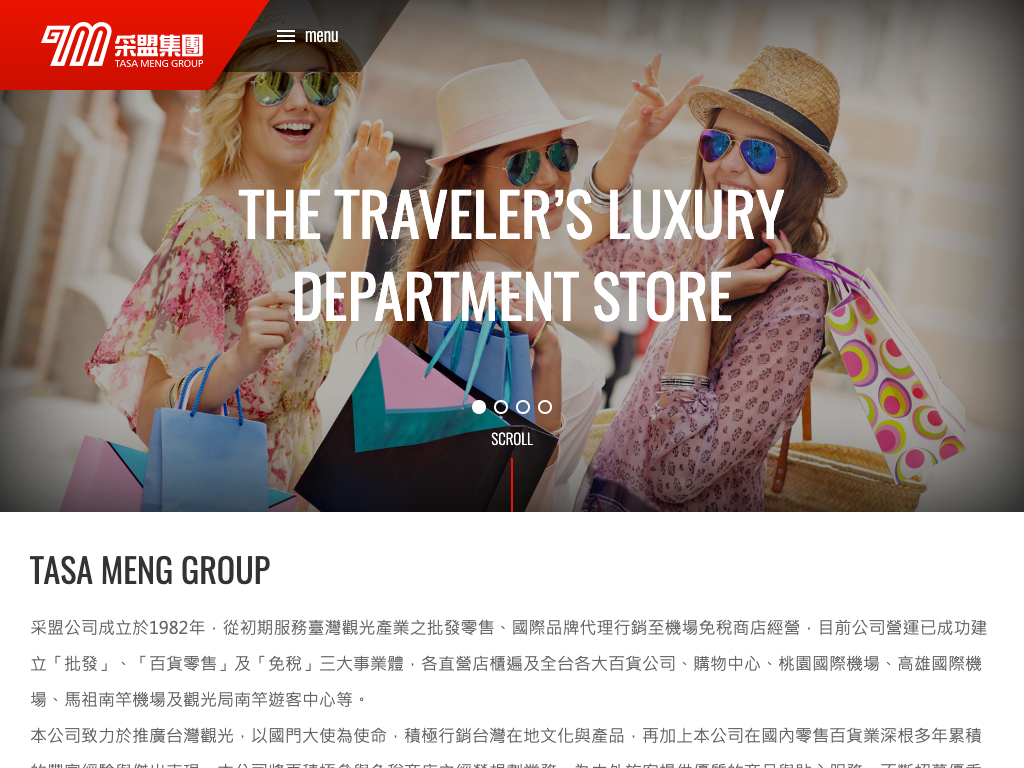 采盟集團
TASA MENG GROUP
menu
THE TRAVELER'S LUXURY
DEPARTMENT STORE
SCROLL
TASA MENG GROUP
采盟公司成立於1982年，從初期服務臺灣觀光產業之批發零售、國際品牌代理行銷至機場免稅商店經營，目前公司營運已成功建
立「批發」、「百貨零售」及「免稅」三大事業體，各直營店櫃遍及全台各大百貨公司、購物中心、桃園國際機場、高雄國際機
場、馬祖南竿機場及觀光局南竿遊客中心等。
本公司致力於推廣台灣觀光，以國門大使為使命，積極行銷台灣在地文化與產品，再加上本公司在國內零售百貨業深根多年累積